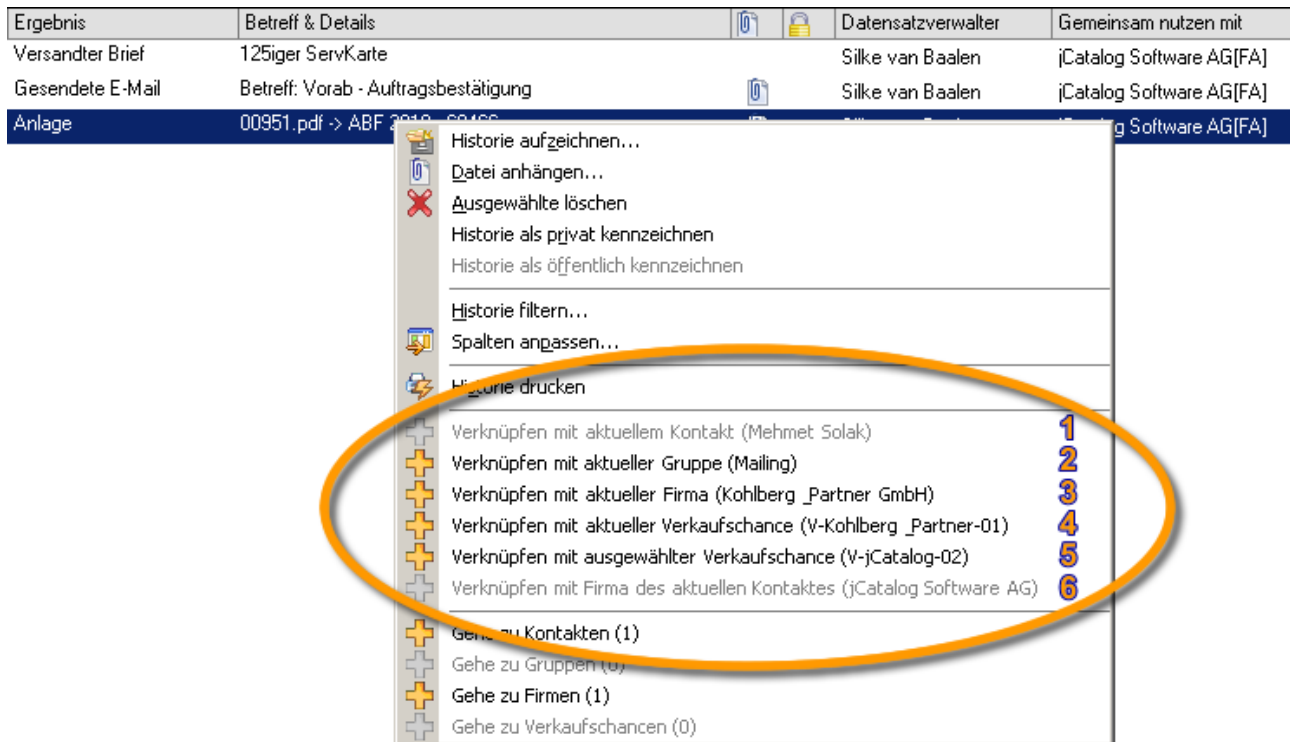 Ergebnis Betreff & Details Datensatzverwalter Gemeinsam nutzen mit
Versandter Brief 125iger ServKarte Silke van Baalen jCatalog Software AG[FA]
Gesendete E-Mail Betreff: Vorab - Auftragsbestätigung Silke van Baalen jCatalog Software AG[FA]
Anlage 00951.pdf -> ABF g Software AG[FA]
Historie aufzeichnen...
Datei anhängen...
Ausgewählte löschen
Historie als privat kennzeichnen
Historie als öffentlich kennzeichnen
Historie filtern...
Spalten anpassen...
Historie drucken
Verknüpfen mit aktuellem Kontakt (Mehmet Solak) 1
Verknüpfen mit aktueller Gruppe (Mailing) 2
Verknüpfen mit aktueller Firma (Kohlberg _Partner GmbH) 3
Verknüpfen mit aktueller Verkaufschance (V-Kohlberg _Partner-01) 4
Verknüpfen mit ausgewählter Verkaufschance (V-jCatalog-02) 5
Verknüpfen mit Firma des aktuellen Kontaktes (jCatalog Software AG) 6
Gehe zu Kontakten (1)
Gehe zu Gruppen (0)
Gehe zu Firmen (1)
Gehe zu Verkaufschancen (0)